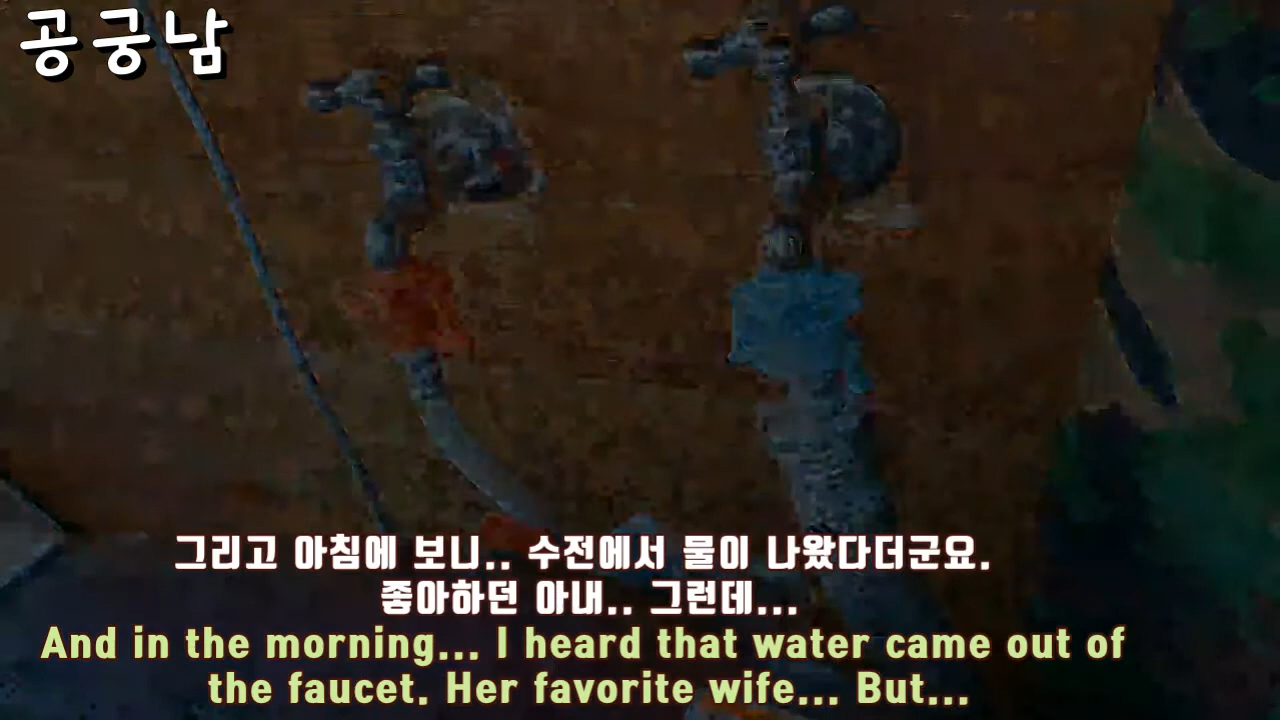 공궁남
그리고 아침에 보니.. 수전에서 물이 나왔다더군요.
좋아하던 아내.. 그런데...
And in the morning... I heard that water came out of
the faucet. Her favorite wife... But...